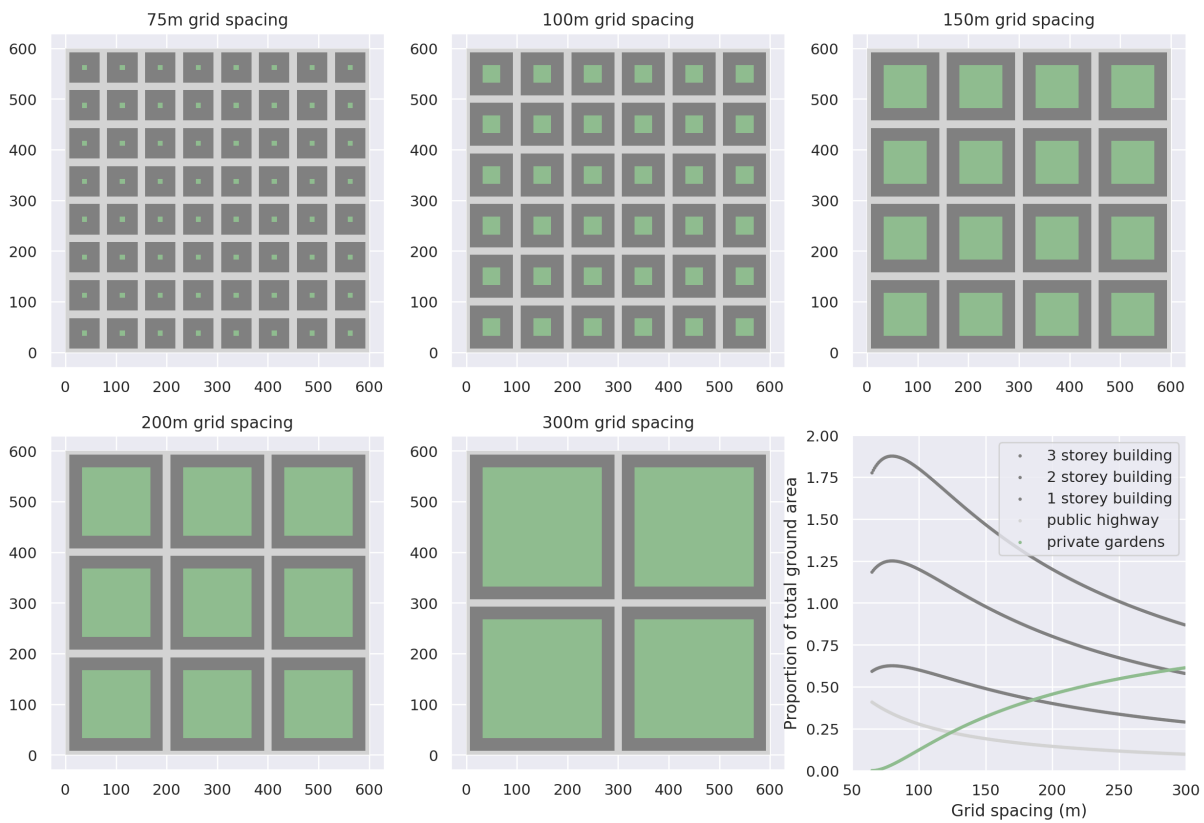 75m grid spacing
600
500
400
300
200
100
0
0 100 200 300 400 500 600
100m grid spacing
600
500
400
300
200
100
0
0 100 200 300 400 500 600
150m grid spacing
600
500
400
300
200
100
0
0 100 200 300 400 500 600
200m grid spacing
600
500
400
300
200
100
0
0 100 200 300 400 500 600
300m grid spacing
600
500
400
300
200
100
0
0 100 200 300 400 500 600
Proportion of total ground area
2.00
1.75
1.50
1.25
1.00
0.75
0.50
0.25
0.00
3 storey building
2 storey building
1 storey building
public highway
private gardens
50 100 150 200 250 300
Grid spacing (m)